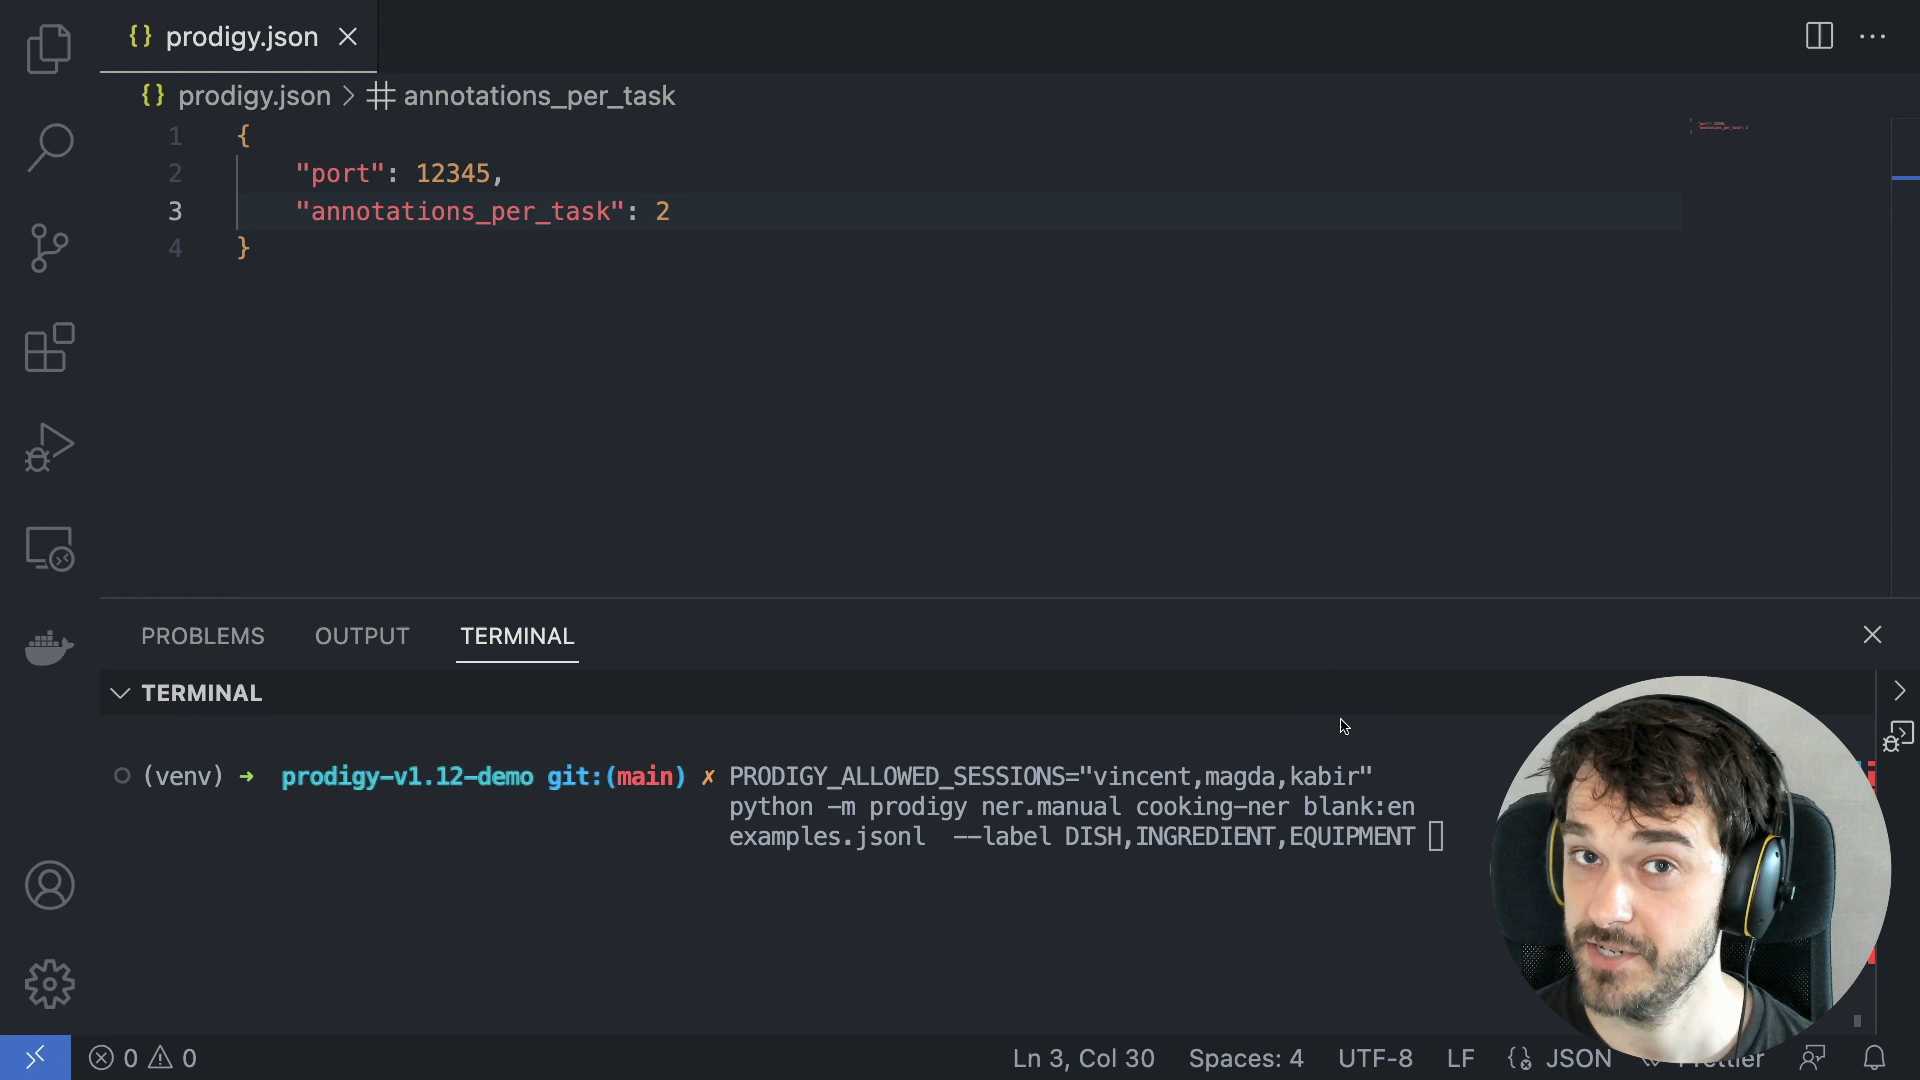 {} prodigy.json
{} prodigy.json > # annotations_per_task
1 {
2 "port": 12345,
3 "annotations_per_task": 2
4 }
PROBLEMS OUTPUT TERMINAL
TERMINAL
(venv) → prodigy-v1.12-demo git:(main) ✗ PRODIGY_ALLOWED_SESSIONS="vincent,magda,kabir"
python -m prodigy ner.manual cooking-ner blank:en
examples.jsonl --label DISH,INGREDIENT,EQUIPMENT
0 0 Ln 3, Col 30 Spaces: 4 UTF-8 LF JSON Prettier